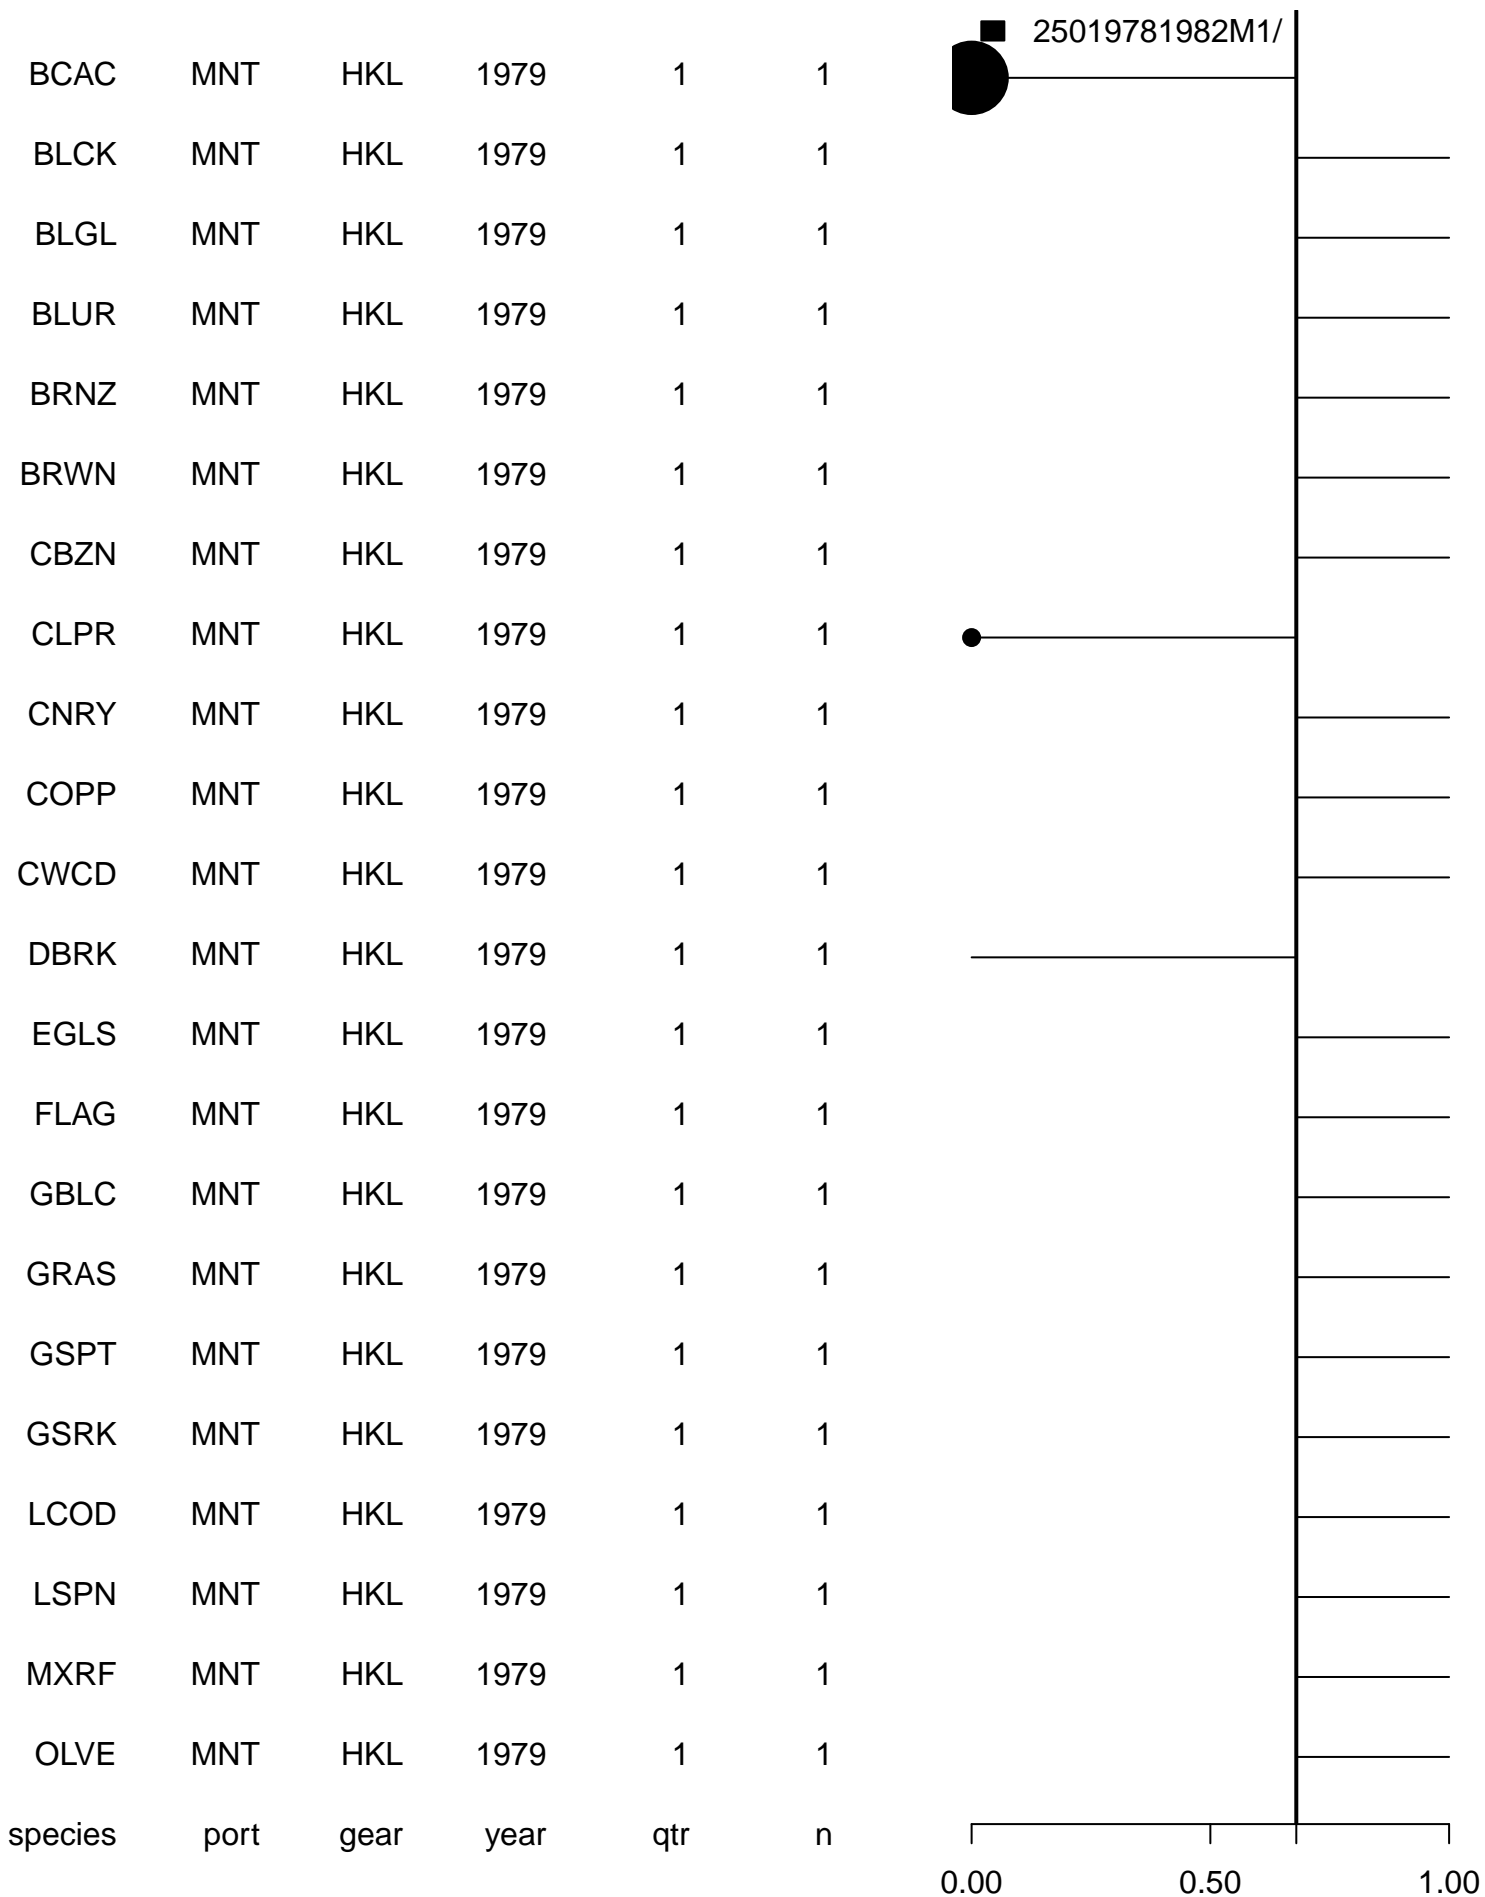 25019781982M1/
BCAC MNT HKL 1979 1 1
BLCK MNT HKL 1979 1 1
BLGL MNT HKL 1979 1 1
BLUR MNT HKL 1979 1 1
BRNZ MNT HKL 1979 1 1
BRWN MNT HKL 1979 1 1
CBZN MNT HKL 1979 1 1
CLPR MNT HKL 1979 1 1
CNRY MNT HKL 1979 1 1
COPP MNT HKL 1979 1 1
CWCD MNT HKL 1979 1 1
DBRK MNT HKL 1979 1 1
EGLS MNT HKL 1979 1 1
FLAG MNT HKL 1979 1 1
GBLC MNT HKL 1979 1 1
GRAS MNT HKL 1979 1 1
GSPT MNT HKL 1979 1 1
GSRK MNT HKL 1979 1 1
LCOD MNT HKL 1979 1 1
LSPN MNT HKL 1979 1 1
MXRF MNT HKL 1979 1 1
OLVE MNT HKL 1979 1 1
species port gear year qtr n
0.00 0.50 1.00